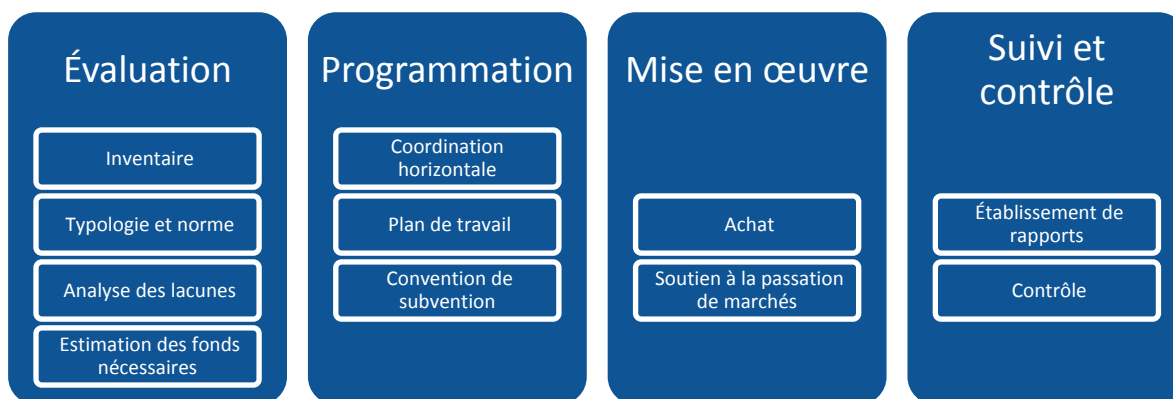 Évaluation
Inventaire
Typologie et norme
Analyse des lacunes
Estimation des fonds
nécessaires
Programmation
Coordination
horizontale
Plan de travail
Convention de
subvention
Mise en œuvre
Achat
Soutien à la passation
de marchés
Suivi et
contrôle
Établissement de
rapports
Contrôle